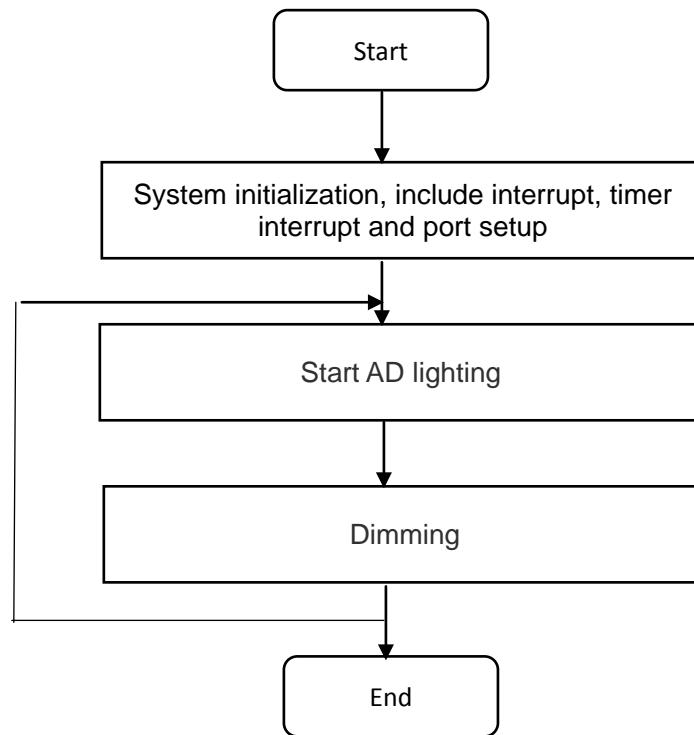 Start
System initialization, include interrupt, timer
interrupt and port setup
Start AD lighting
Dimming
End